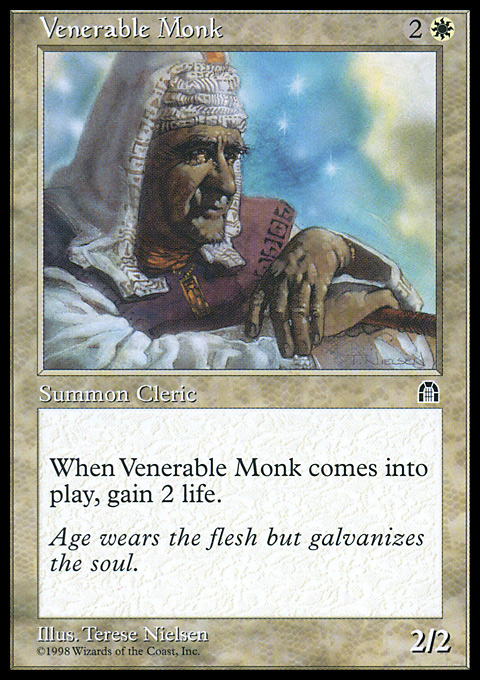 Venerable Monk 2
T. NIELSEN
Summon Cleric
When Venerable Monk comes into
play, gain 2 life.
Age wears the flesh but galvanizes
the soul.
Illus. Terese Nielsen 2/2
©1998 Wizards of the Coast, Inc.